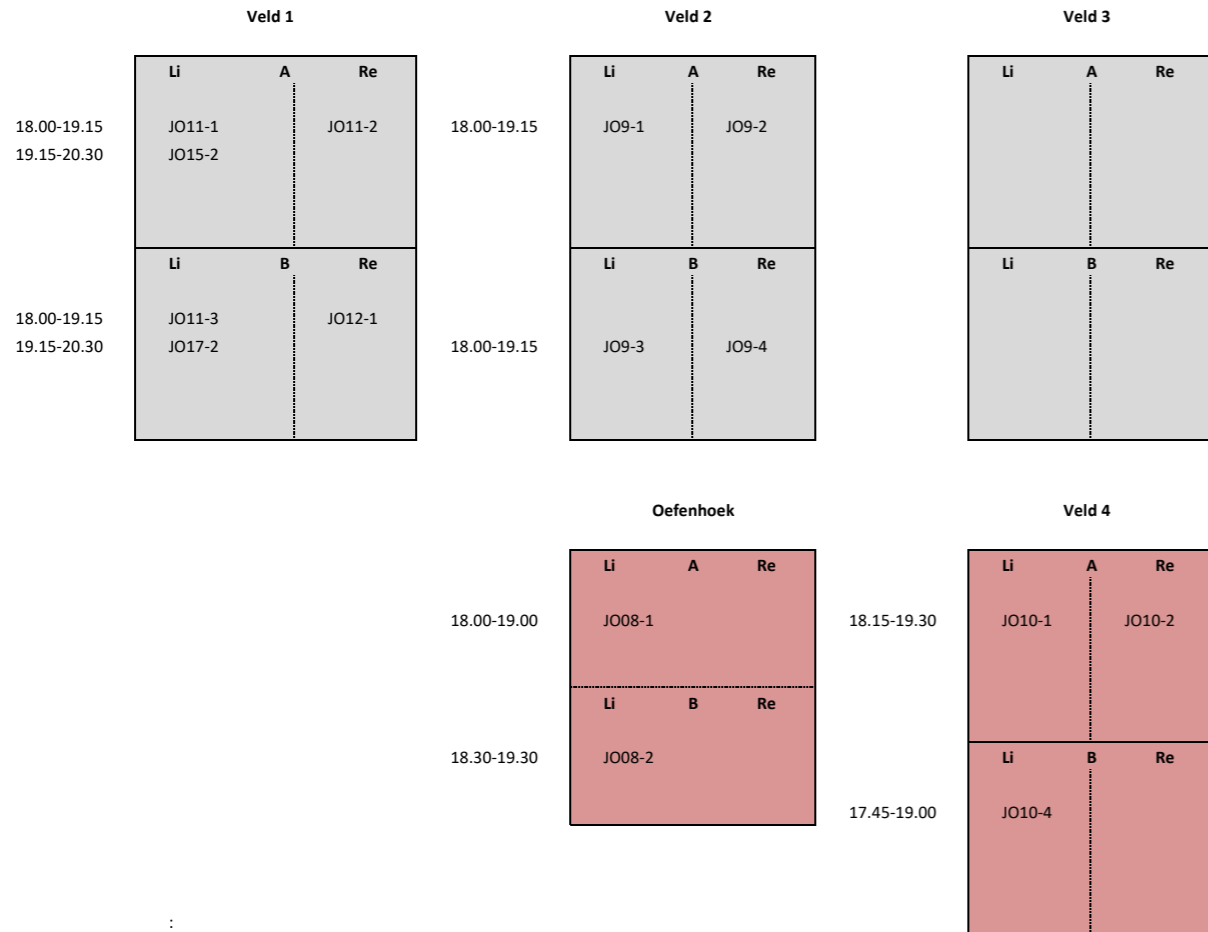 Veld 1 Veld 2 Veld 3
Li A Re Li A Re Li A Re
18.00-19.15 JO11-1 JO11-2 18.00-19.15 JO9-1 JO9-2
19.15-20.30 JO15-2
Li B Re Li B Re Li B Re
18.00-19.15 JO11-3 JO12-1
19.15-20.30 JO17-2 18.00-19.15 JO9-3 JO9-4
Oefenhoek Veld 4
Li A Re Li A Re
18.00-19.00 JO08-1 18.15-19.30 JO10-1 JO10-2
Li B Re
18.30-19.30 JO08-2
Li B Re
17.45-19.00 JO10-4
: